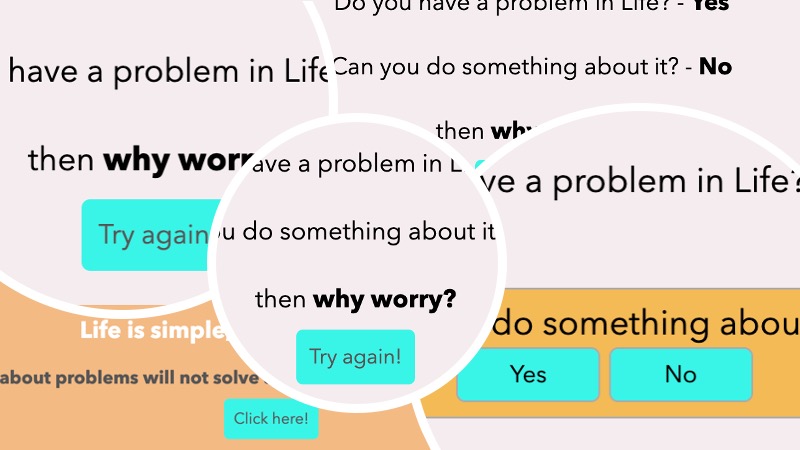 Do you have a problem in Life? - Yes
have a problem in Life
Can you do something about it? - No
then why
then why worr
ave a problem in L
ve a problem in Life?
Try again
u do something about it
then why worry?
do something abou
Life is simple,
Try again!
Yes
No
about problems will not solve
Click here!